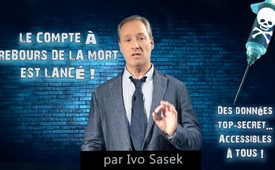 LE COMPTE À
REBOURS DE LA MORT
EST LANCÉ !
DES DONNÉES
TOP-SECRET...
ACCESSIBLES
À TOUS !
par Ivo Sasek